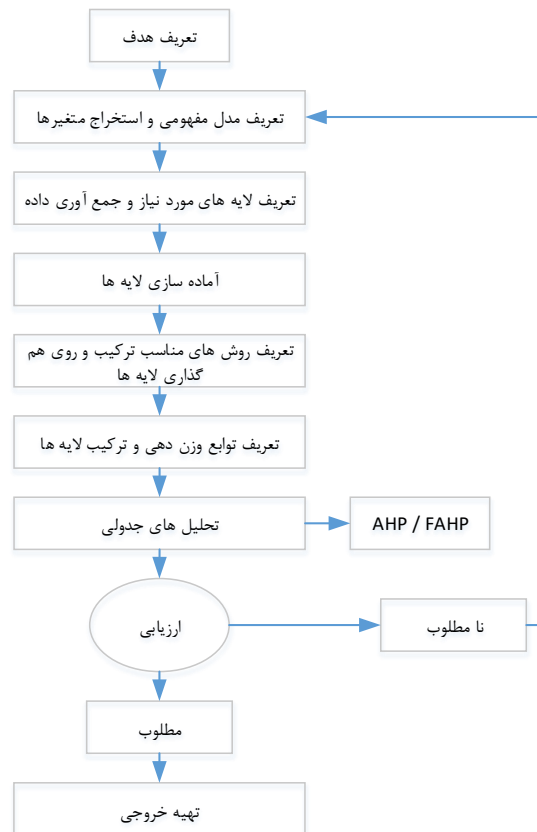 تعریف هدف
تعریف مدل مفهومی و استخراج متغیرها
تعریف لایه های مورد نیاز و جمع آوری داده
آماده سازی لایه ها
تعریف روش های مناسب ترکیب و روی هم
گذاری لایه ها
تعریف توابع وزن دهی و ترکیب لایه ها
تحلیل های جدولی
AHP / FAHP
ارزیابی
نا مطلوب
مطلوب
تهیه خروجی